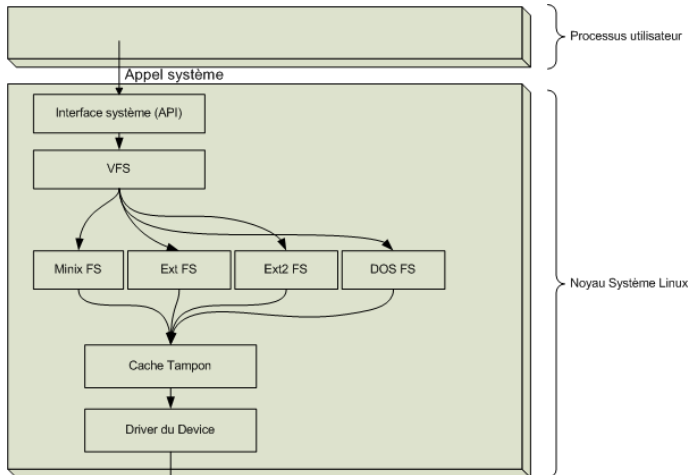 Processus utilisateur
Appel système
Interface système (API)
VFS
Minix FS
Ext FS
Ext2 FS
DOS FS
Noyau Système Linux
Cache Tampon
Driver du Device